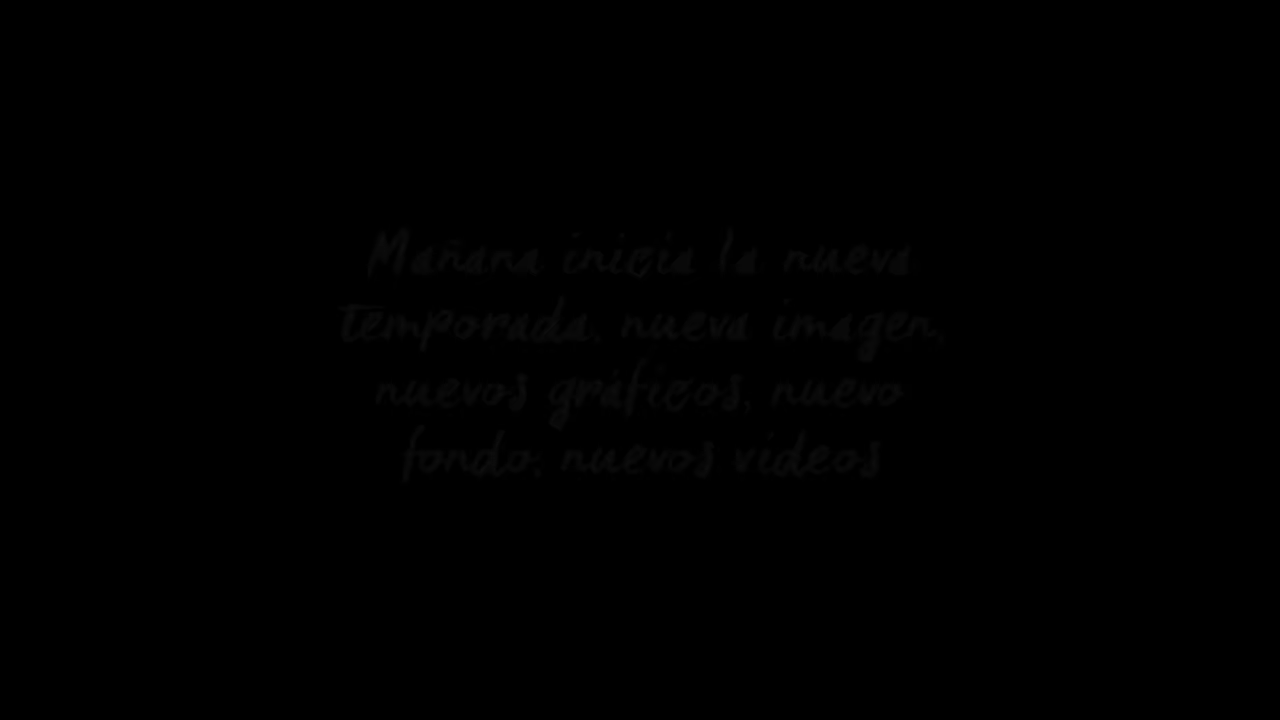 Mañana inicia la nueva
temporada, nueva imagen,
nuevos gráficos, nuevo
fondo, nuevos videos